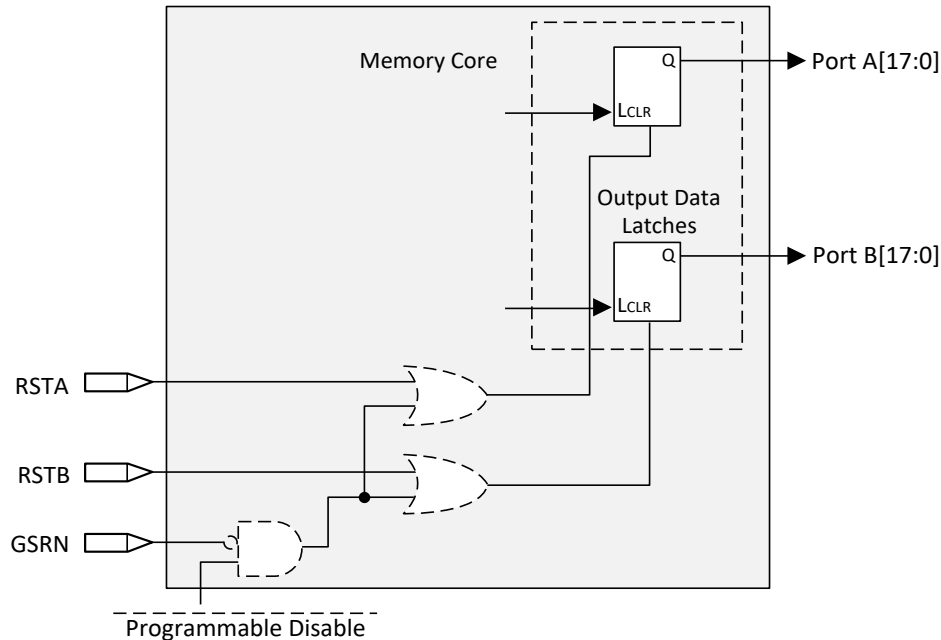 Memory Core
Q
Port A[17:0]
LCLR
Output Data
Latches
Q
Port B[17:0]
LCLR
RSTA
RSTB
GSRN
Programmable Disable